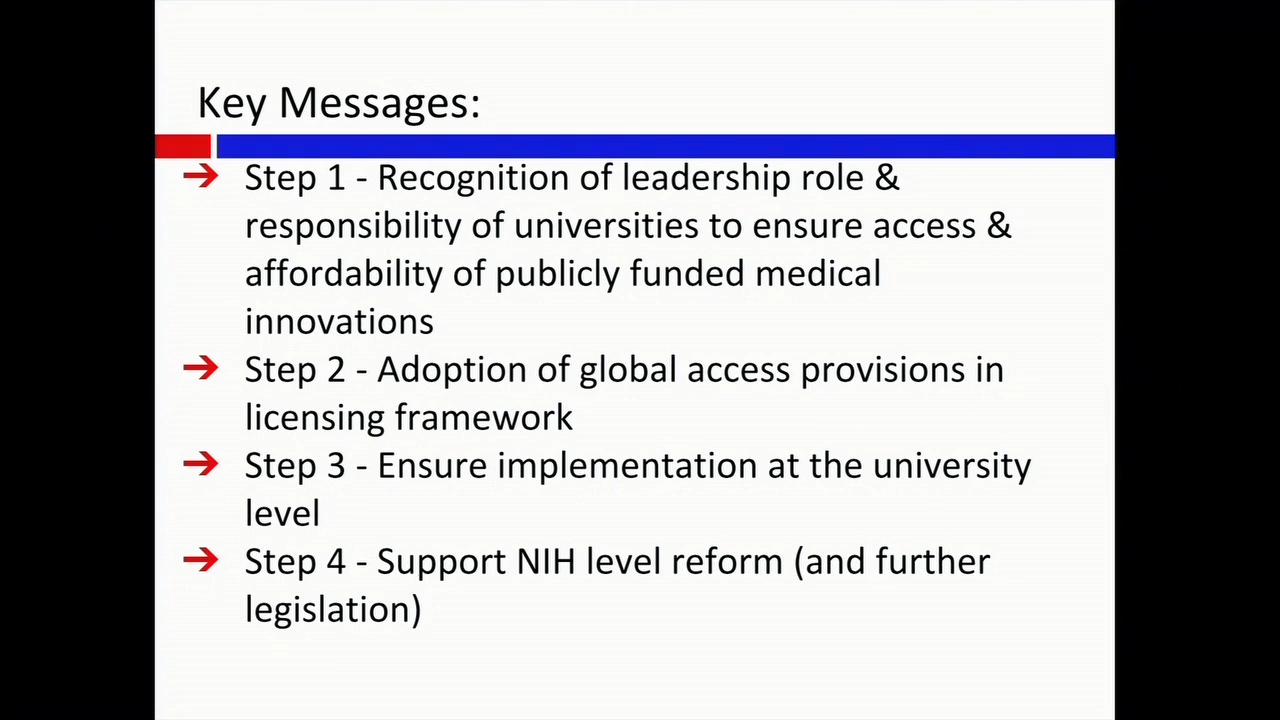 Key Messages:
➔ Step 1 - Recognition of leadership role &
responsibility of universities to ensure access &
affordability of publicly funded medical
innovations
➔ Step 2 - Adoption of global access provisions in
licensing framework
➔ Step 3 - Ensure implementation at the university
level
➔ Step 4 - Support NIH level reform (and further
legislation)